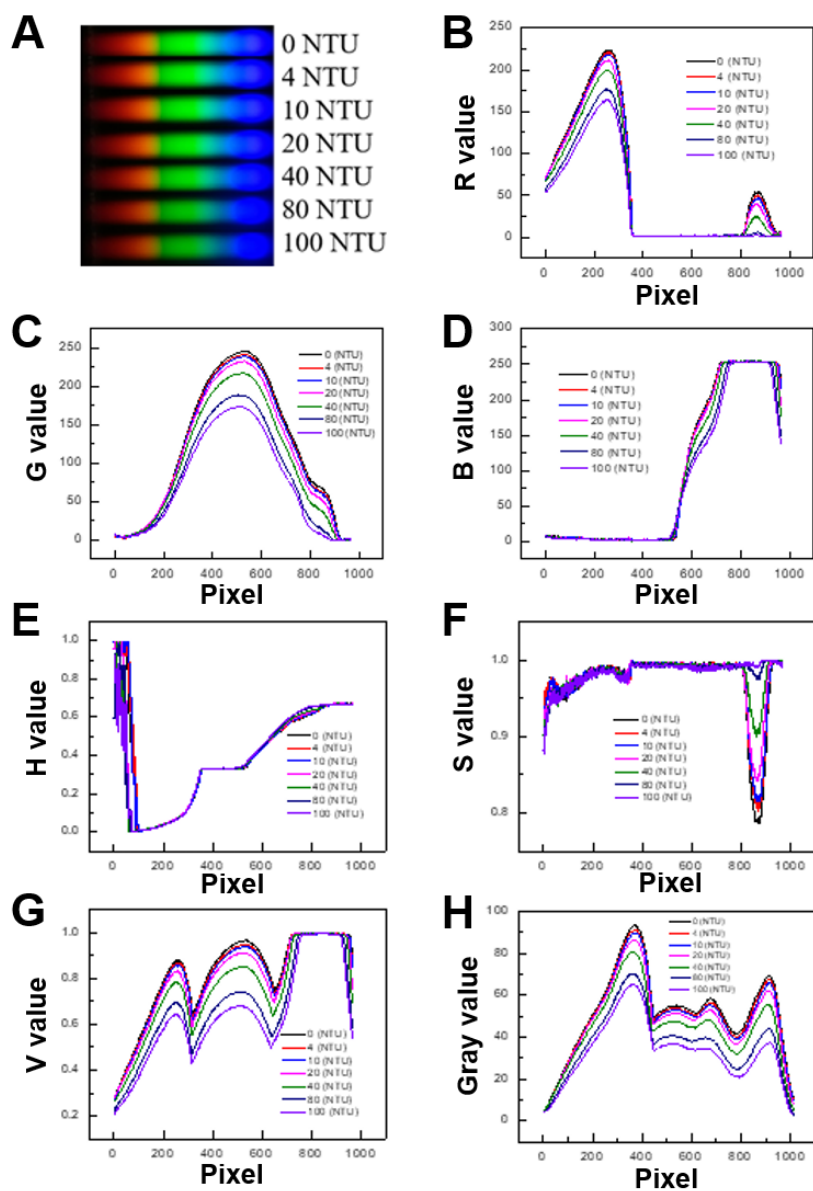 A
0 NTU
4 NTU
10 NTU
20 NTU
40 NTU
80 NTU
100 NTU
B
R value
250
200
150
100
50
0
0 (NTU)
4 (NTU)
10 (NTU)
20 (NTU)
40 (NTU)
80 (NTU)
100 (NTU)
0 200 400 600 800 1000
Pixel
C
G value
250
200
150
100
50
0
0 (NTU)
4 (NTU)
10 (NTU)
20 (NTU)
40 (NTU)
80 (NTU)
100 (NTU)
0 200 400 600 800 1000
Pixel
D
B value
300
250
200
150
100
50
0
0 (NTU)
4 (NTU)
10 (NTU)
20 (NTU)
40 (NTU)
80 (NTU)
100 (NTU)
0 200 400 600 800 1000
Pixel
E
H value
1.0
0.8
0.6
0.4
0.2
0.0
0 (NTU)
4 (NTU)
10 (NTU)
20 (NTU)
40 (NTU)
80 (NTU)
100 (NTU)
0 200 400 600 800 1000
Pixel
F
S value
1.0
0.9
0.8
0 (NTU)
4 (NTU)
10 (NTU)
20 (NTU)
40 (NTU)
80 (NTU)
100 (NTU)
0 200 400 600 800 1000
Pixel
G
V value
1.0
0.8
0.6
0.4
0.2
0 (NTU)
4 (NTU)
10 (NTU)
20 (NTU)
40 (NTU)
80 (NTU)
100 (NTU)
0 200 400 600 800 1000
Pixel
H
Gray value
100
80
60
40
20
0
0 (NTU)
4 (NTU)
10 (NTU)
20 (NTU)
40 (NTU)
80 (NTU)
100 (NTU)
0 200 400 600 800 1000
Pixel